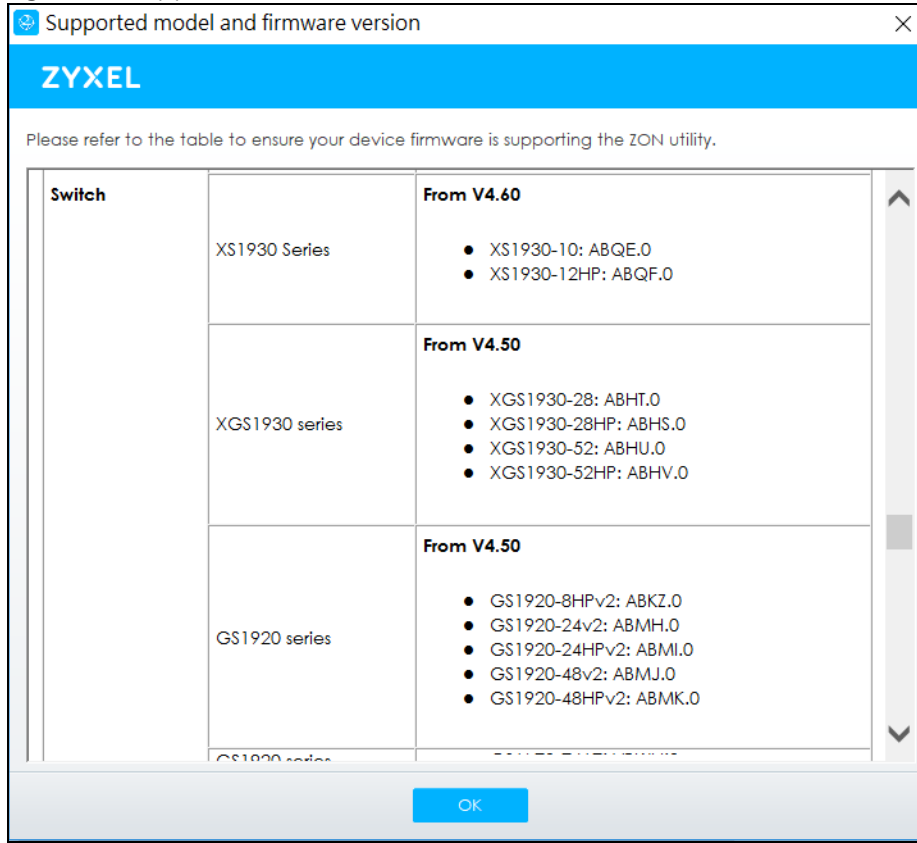 Supported model and firmware version
ZYXEL
Please refer to the table to ensure your device firmware is supporting the ZON utility.
Switch
XS1930 Series
From V4.60
● XS1930-10: ABQE.0
● XS1930-12HP: ABQF.0
XGS1930 series
From V4.50
● XGS1930-28: ABHT.0
● XGS1930-28HP: ABHS.0
● XGS1930-52: ABHU.0
● XGS1930-52HP: ABHV.0
GS1920 series
From V4.50
● GS1920-8HPv2: ABKZ.0
● GS1920-24v2: ABMH.0
● GS1920-24HPv2: ABMI.0
● GS1920-48v2: ABMJ.0
● GS1920-48HPv2: ABMK.0
GS1920 series
OK